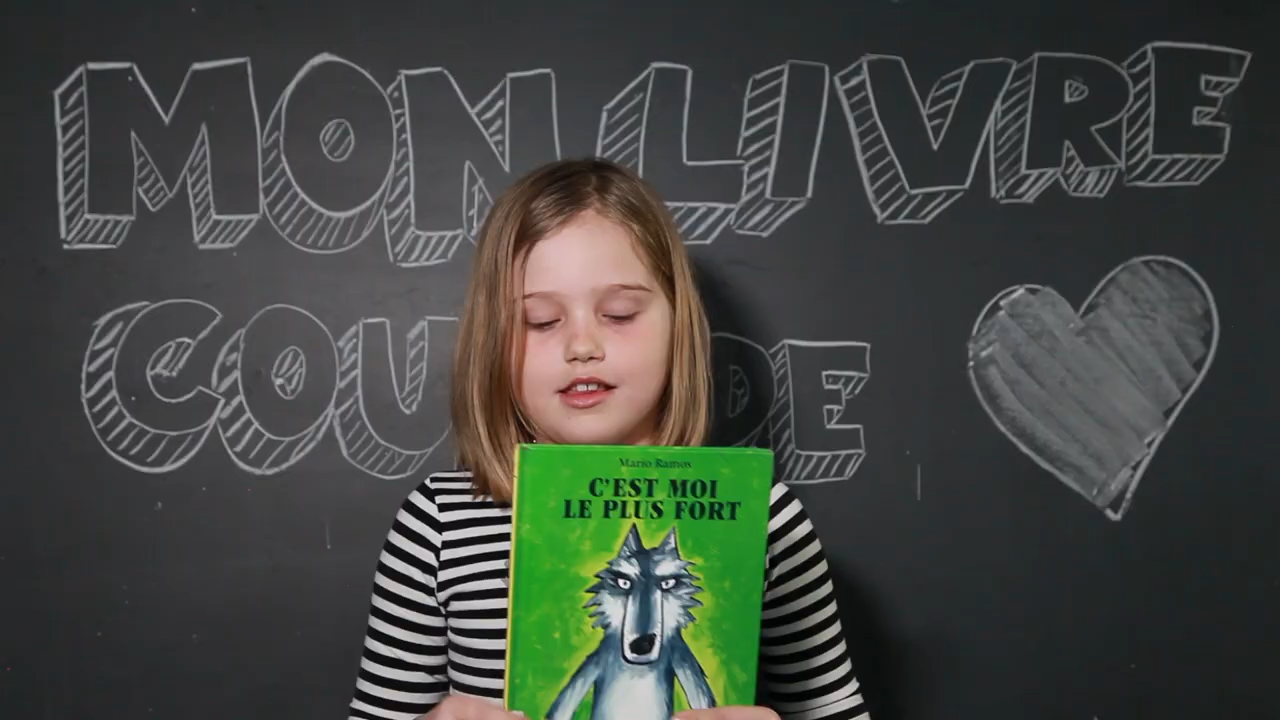 MON LIVRE
COU DE
Mario Ramos
C'EST MOI
LE PLUS FORT